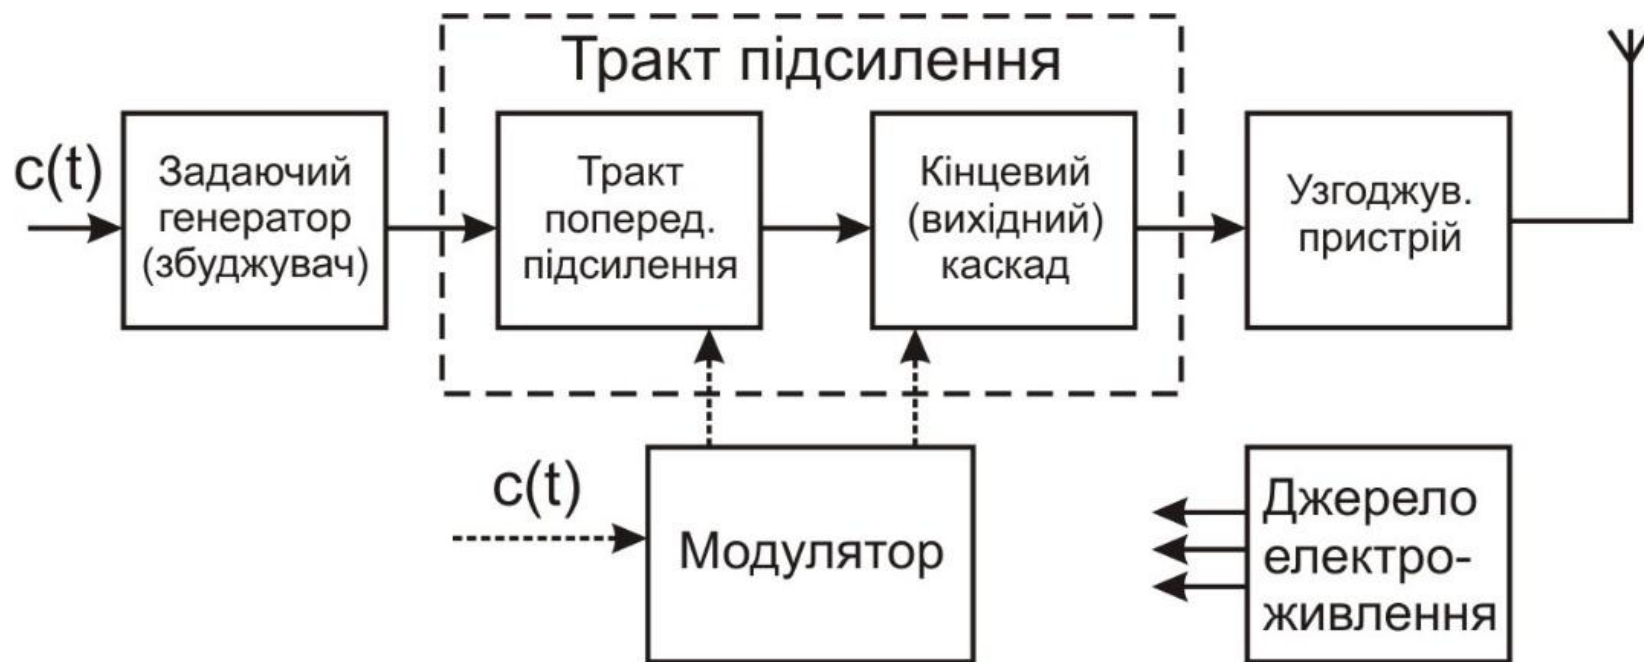 Тракт підсилення
c(t)
Задаючий
генератор
(збуджувач)
Тракт
поперед.
підсилення
Кінцевий
(вихідний)
каскад
Узгоджув.
пристрій
c(t)
Модулятор
Джерело
електро-
живлення